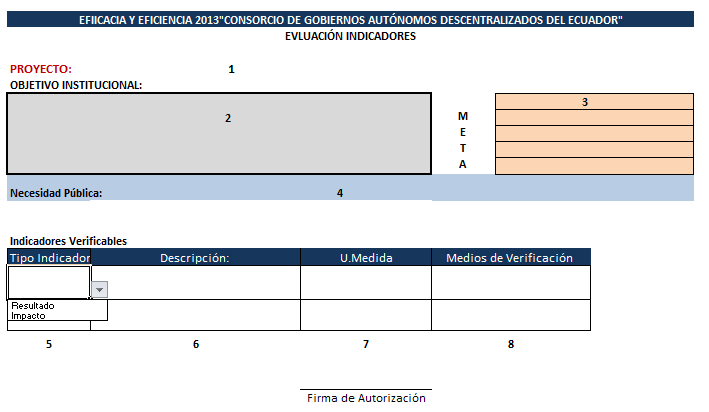 EFIICACIA Y EFICIENCIA 2013"CONSORCIO DE GOBIERNOS AUTÓNOMOS DESCENTRALIZADOS DEL ECUADOR"
EVLUACIÓN INDICADORES
PROYECTO: 1
OBJETIVO INSTITUCIONAL:
2
3
M
E
T
A
Necesidad Pública: 4
Indicadores Verificables
Tipo Indicador Descripción: U.Medida Medios de Verificación
Resultado
Impacto
5 6 7 8
Firma de Autorización